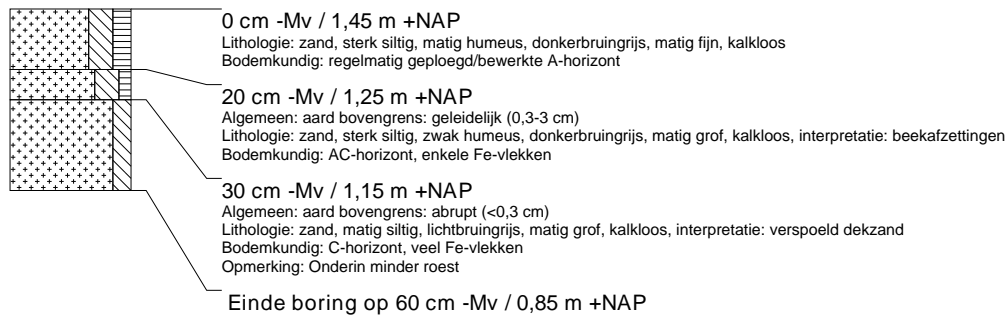 0 cm -Mv / 1,45 m +NAP
Lithologie: zand, sterk siltig, matig humeus, donkerbruingrijs, matig fijn, kalkloos
Bodemkundig: regelmatig geploegd/bewerkte A-horizont
20 cm -Mv / 1,25 m +NAP
Algemeen: aard bovengrens: geleidelijk (0,3-3 cm)
Lithologie: zand, sterk siltig, zwak humeus, donkerbruingrijs, matig grof, kalkloos, interpretatie: beekafzettingen
Bodemkundig: AC-horizont, enkele Fe-vlekken
30 cm -Mv / 1,15 m +NAP
Algemeen: aard bovengrens: abrupt (<0,3 cm)
Lithologie: zand, matig siltig, lichtbruingrijs, matig grof, kalkloos, interpretatie: verspoeld dekzand
Bodemkundig: C-horizont, veel Fe-vlekken
Opmerking: Onderin minder roest
Einde boring op 60 cm -Mv / 0,85 m +NAP